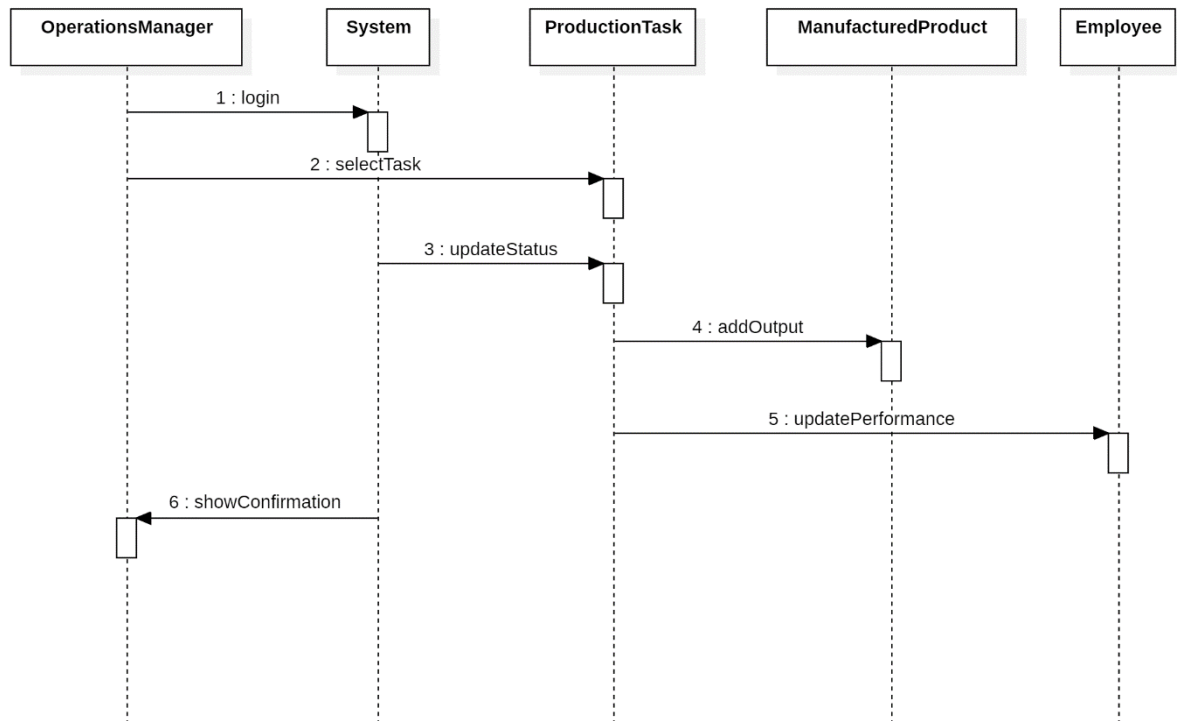 OperationsManager
System
ProductionTask
ManufacturedProduct
Employee
1 : login
2 : selectTask
3 : updateStatus
4 : addOutput
5 : updatePerformance
6 : showConfirmation